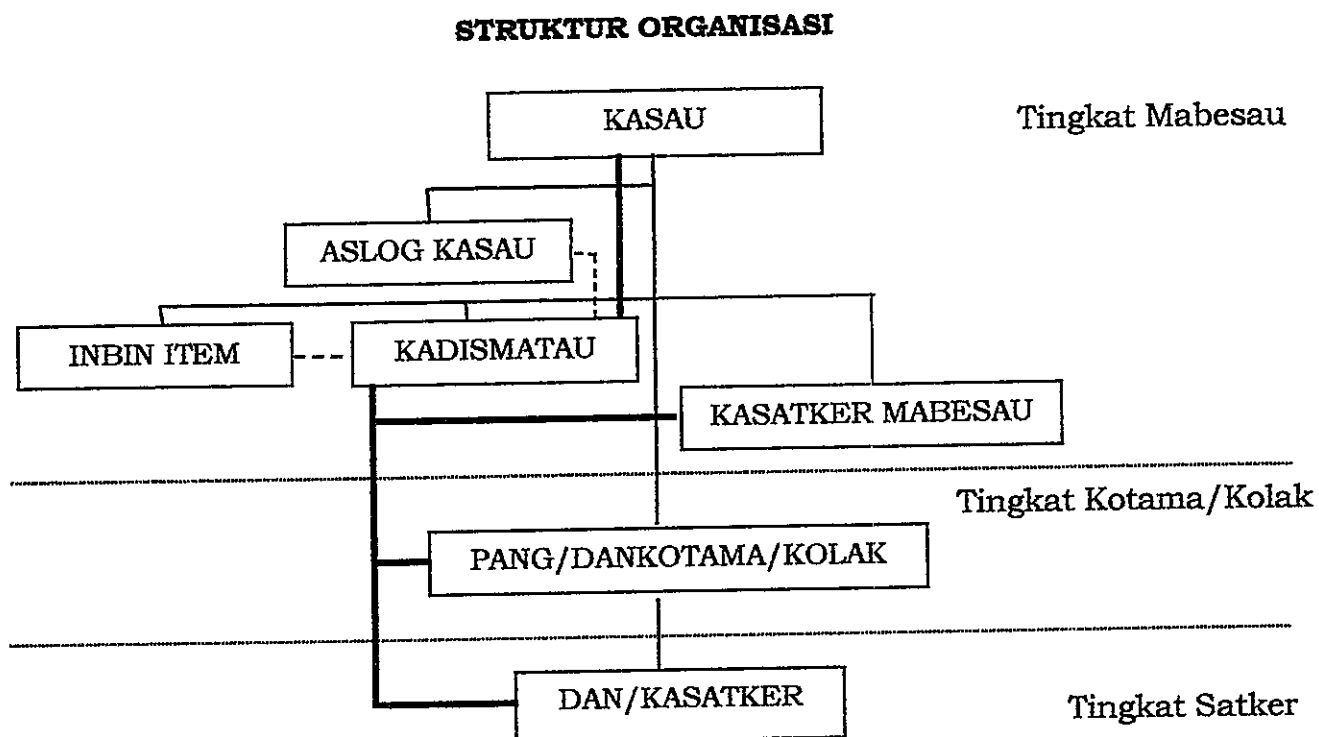 STRUKTUR ORGANISASI
KASAU
Tingkat Mabesau
ASLOG KASAU
INBIN ITEM
KADISMATAU
KASATKER MABESAU
Tingkat Kotama/Kolak
PANG/DANKOTAMA/KOLAK
DAN/KASATKER
Tingkat Satker